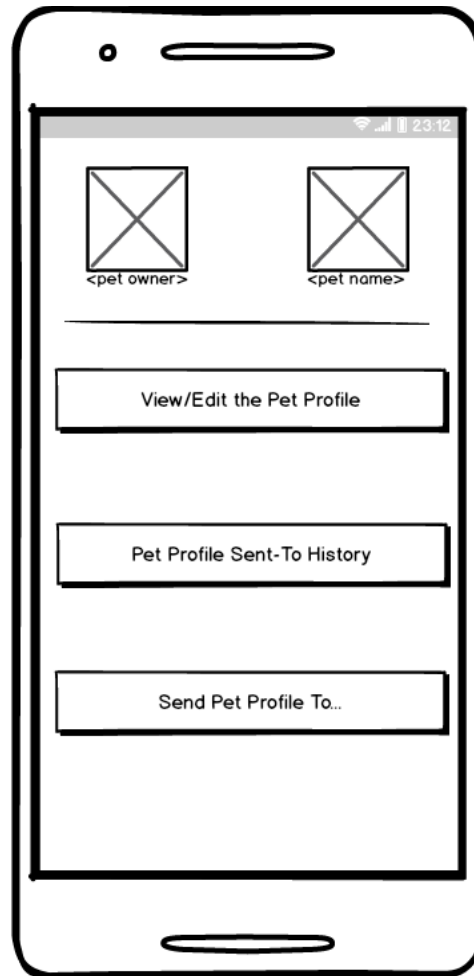 23:12
<pet owner> <pet name>
View/Edit the Pet Profile
Pet Profile Sent-To History
Send Pet Profile To...